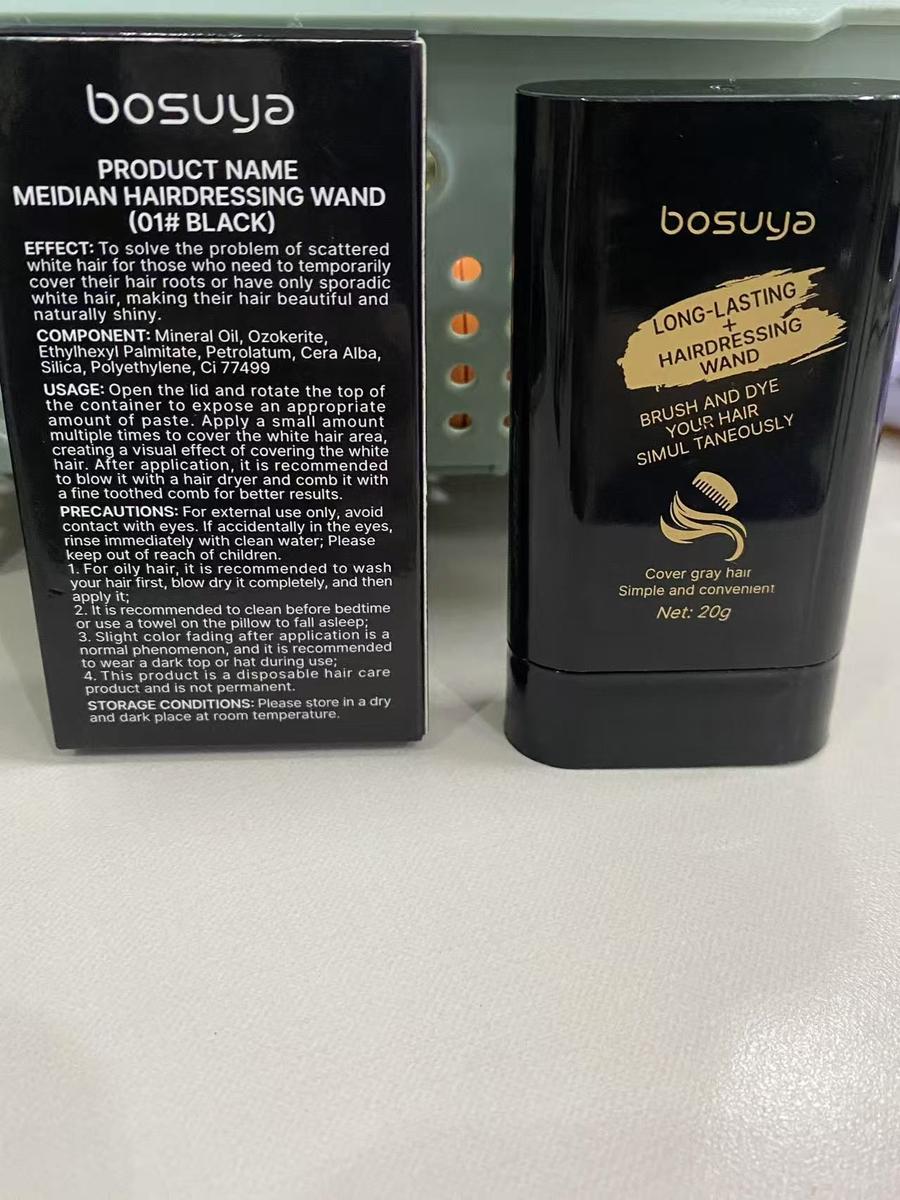 bosuya
PRODUCT NAME
MEIDIAN HAIRDRESSING WAND
(01# BLACK)
EFFECT: To solve the problem of scattered
white hair for those who need to temporarily
cover their hair roots or have only sporadic
white hair, making their hair beautiful and
naturally shiny.
COMPONENT: Mineral Oil, Ozokerite,
Ethylhexyl Palmitate, Petrolatum, Cera Alba,
Silica, Polyethylene, Ci 77499
USAGE: Open the lid and rotate the top of
the container to expose an appropriate
amount of paste. Apply a small amount
multiple times to cover the white hair area,
creating a visual effect of covering the white
hair. After application, it is recommended
to blow it with a hair dryer and comb it with
a fine toothed comb for better results.
PRECAUTIONS: For external use only, avoid
contact with eyes. If accidentally in the eyes,
rinse immediately with clean water; Please
keep out of reach of children.
1. For oily hair, it is recommended to wash
your hair first, blow dry it completely, and then
apply it;
2. It is recommended to clean before bedtime
or use a towel on the pillow to fall asleep;
3. Slight color fading after application is a
normal phenomenon, and it is recommended
to wear a dark top or hat during use;
4. This product is a disposable hair care
product and is not permanent.
STORAGE CONDITIONS: Please store in a dry
and dark place at room temperature.
bosuya
LONG-LASTING
+
HAIRDRESSING
WAND
BRUSH AND DYE
YOUR HAIR
SIMUL TANEOUSLY
Cover gray hair
Simple and convenient
Net: 20g